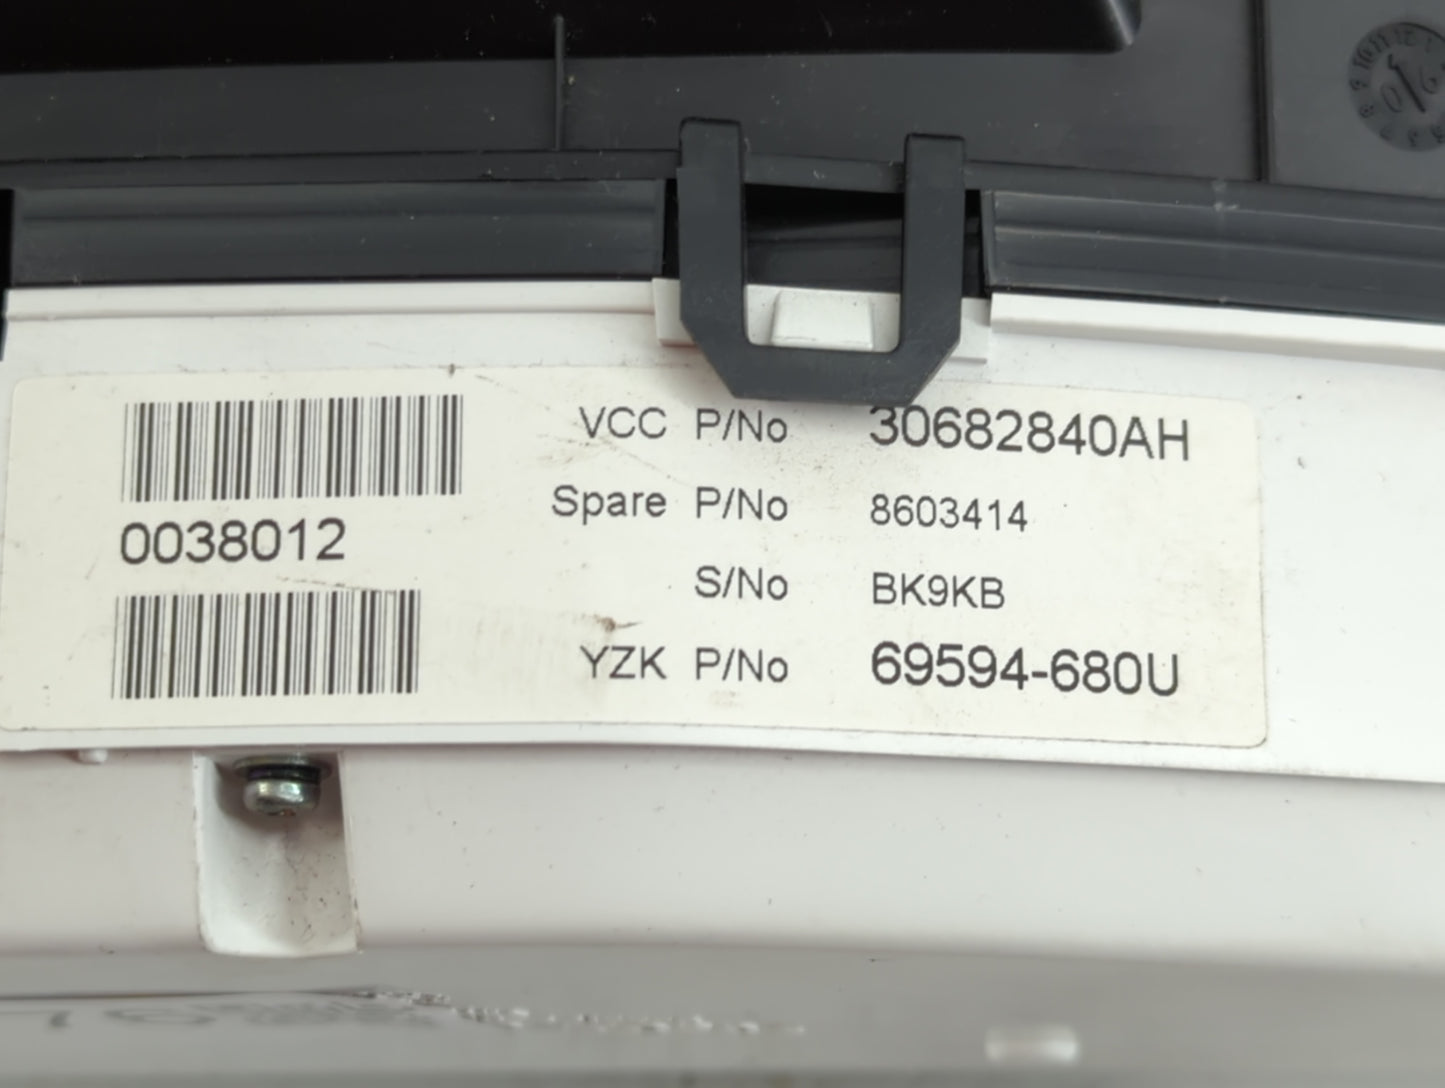 VCC P/No 30682840AH
Spare P/No 8603414
0038012
S/No BK9KB
YZK P/No 69594-680U